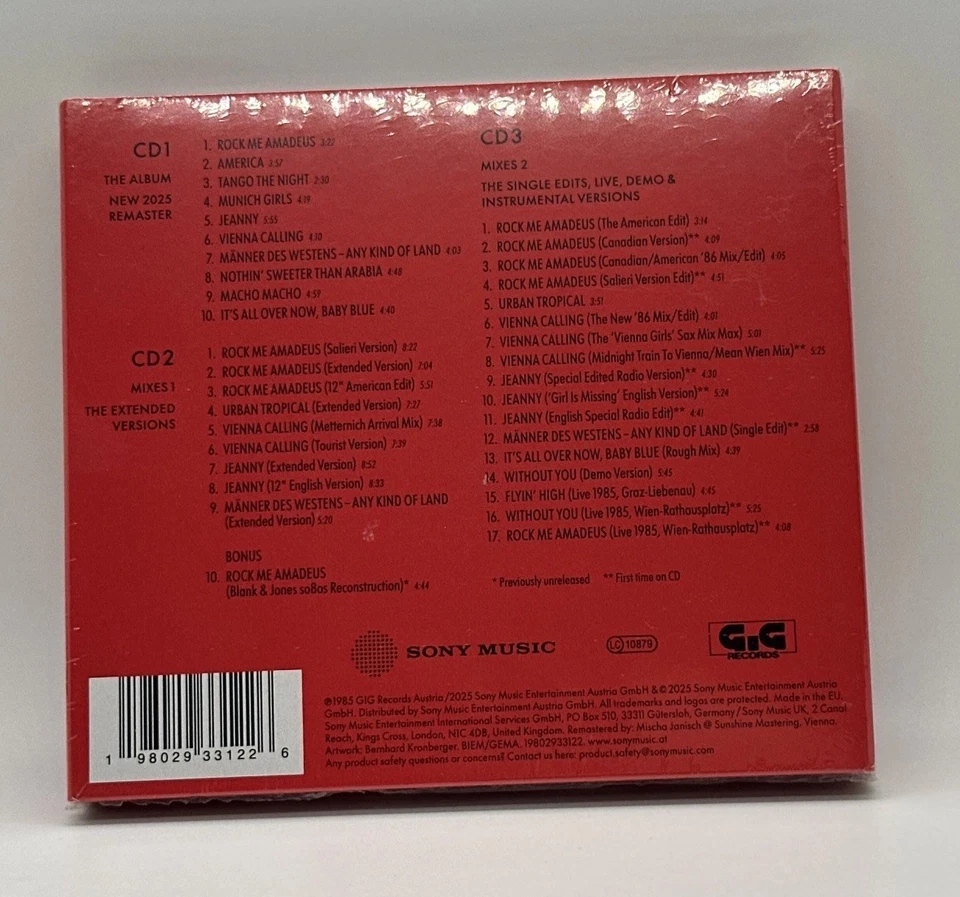 CD1
THE ALBUM
NEW 2025
REMASTER
1. ROCK ME AMADEUS 3:22
2. AMERICA 3:57
3. TANGO THE NIGHT 2:30
4. MUNICH GIRLS 4:19
5. JEANNY 5:55
6. VIENNA CALLING 4:10
7. MÄNNER DES WESTENS – ANY KIND OF LAND 4:03
8. NOTHIN' SWEETER THAN ARABIA 4:48
9. MACHO MACHO 4:59
10. IT'S ALL OVER NOW, BABY BLUE 4:40
CD2
MIXES 1
THE EXTENDED
VERSIONS
1. ROCK ME AMADEUS (Salieri Version) 8:22
2. ROCK ME AMADEUS (Extended Version) 7:04
3. ROCK ME AMADEUS (12" American Edit) 5:51
4. URBAN TROPICAL (Extended Version) 7:27
5. VIENNA CALLING (Metternich Arrival Mix) 7:38
6. VIENNA CALLING (Tourist Version) 7:39
7. JEANNY (Extended Version) 8:52
8. JEANNY (12" English Version) 8:33
9. MÄNNER DES WESTENS – ANY KIND OF LAND
(Extended Version) 5:20
BONUS
10. ROCK ME AMADEUS
(Blank & Jones so8os Reconstruction)* 4:44
CD3
MIXES 2
THE SINGLE EDITS, LIVE, DEMO &
INSTRUMENTAL VERSIONS
1. ROCK ME AMADEUS (The American Edit) 3:14
2. ROCK ME AMADEUS (Canadian Version)** 4:09
3. ROCK ME AMADEUS (Canadian/American '86 Mix/Edit) 4:05
4. ROCK ME AMADEUS (Salieri Version Edit)** 4:51
5. URBAN TROPICAL 3:51
6. VIENNA CALLING (The New '86 Mix/Edit) 4:01
7. VIENNA CALLING (The 'Vienna Girls' Sax Mix Max) 5:01
8. VIENNA CALLING (Midnight Train To Vienna/Mean Wien Mix)** 5:25
9. JEANNY (Special Edited Radio Version)** 4:30
10. JEANNY ('Girl is Missing' English Version)** 5:24
11. JEANNY (English Special Radio Edit)** 4:41
12. MÄNNER DES WESTENS – ANY KIND OF LAND (Single Edit)** 2:58
13. IT'S ALL OVER NOW, BABY BLUE (Rough Mix) 4:39
14. WITHOUT YOU (Demo Version) 5:45
15. FLYIN' HIGH (Live 1985, Graz-Liebenau) 4:45
16. WITHOUT YOU (Live 1985, Wien-Rathausplatz)** 5:25
17. ROCK ME AMADEUS (Live 1985, Wien-Rathausplatz)** 4:08
* Previously unreleased ** First time on CD
SONY MUSIC
LC 10879
GiG
RECORDS
1 98029 33122 6
℗1985 GIG Records Austria / 2025 Sony Music Entertainment Austria GmbH & © 2025 Sony Music Entertainment Austria
GmbH. Distributed by Sony Music Entertainment Austria GmbH. All trademarks and logos are protected. Made in the EU.
Sony Music Entertainment International Services GmbH, PO Box 510, 33311 Gütersloh, Germany / Sony Music UK, 2 Canal
Reach, Kings Cross, London, N1C 4DB, United Kingdom. Remastered by: Mischa Janisch @ Sunshine Mastering, Vienna.
Artwork: Bernhard Kronberger. BIEM/GEMA. 19802933122. www.sonymusic.at
Any product safety questions or concerns? Contact us here: product.safety@sonymusic.com